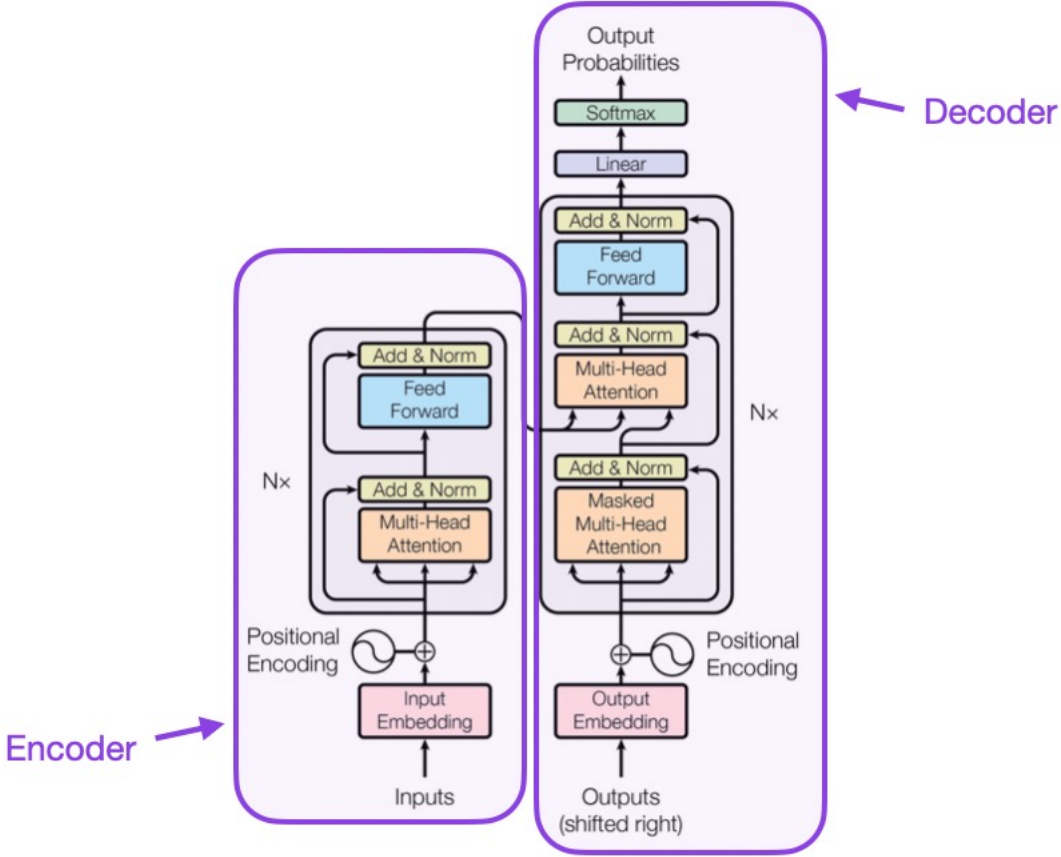 Output
Probabilities
Softmax
Linear
Add & Norm
Feed
Forward
Add & Norm
Multi-Head
Attention
Add & Norm
Masked
Multi-Head
Attention
Nx
Positional
Encoding
Output
Embedding
Outputs
(shifted right)
Decoder
Add & Norm
Feed
Forward
Add & Norm
Multi-Head
Attention
Nx
Positional
Encoding
Input
Embedding
Inputs
Encoder